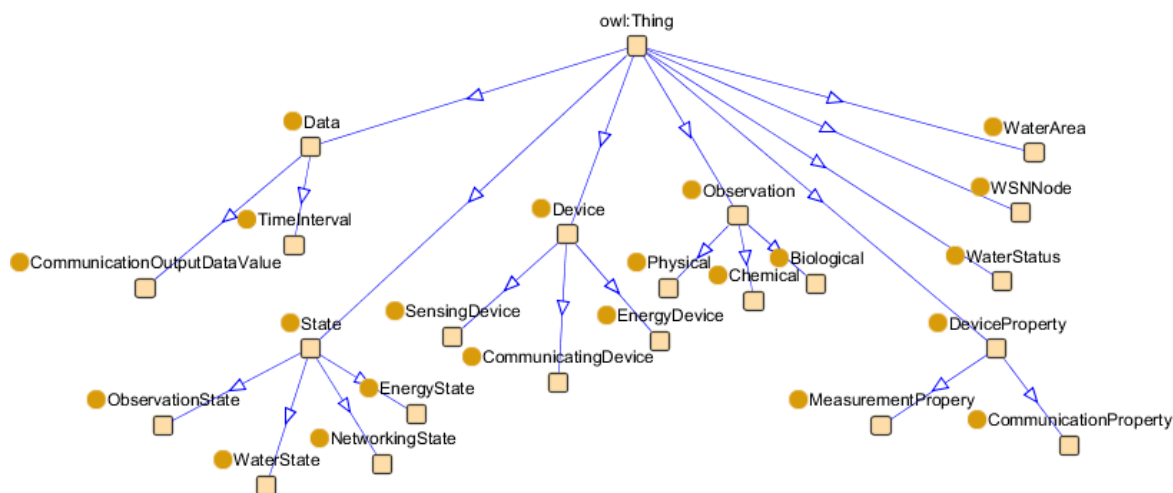 owl:Thing
Data
WaterArea
WSNNode
Observation
Device
TimeInterval
WaterStatus
Biological
CommunicationOutputDataValue
Physical
Chemical
SensingDevice
EnergyDevice
State
DeviceProperty
CommunicatingDevice
EnergyState
ObservationState
MeasurementPropery
CommunicationProperty
NetworkingState
WaterState